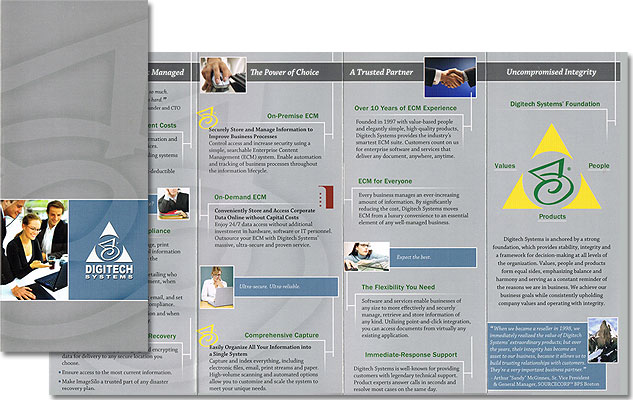 DIGITECH
SYSTEMS
Managed
so much.
hard."
under and CTO
ent Costs
rmation and
ices.
ding systems
-deductible
pliance
age, print
information
the
etailing who
ument, when
email, and set
ompliance.
on and when
Recovery
encrypting
data for delivery to any secure location you
choose.
Ensure access to the most current information.
Make ImageSilo a trusted part of any disaster
recovery plan.
The Power of Choice
On-Premise ECM
Securely Store and Manage Information to
Improve Business Processes
Control access and increase security using a
simple, searchable Enterprise Content
Management (ECM) system. Enable automation
and tracking of business processes throughout
the information lifecycle.
On-Demand ECM
Conveniently Store and Access Corporate
Data Online without Capital Costs
Enjoy 24/7 data access without additional
investment in hardware, software or IT personnel.
Outsource your ECM with Digitech Systems'
massive, ultra-secure and proven service.
Ultra-secure. Ultra-reliable.
Comprehensive Capture
Easily Organize All Your Information into
a Single System
Capture and index everything, including
electronic files, email, print streams and paper.
High-volume scanning and automated options
allow you to customize and scale the system to
meet your unique needs.
A Trusted Partner
Over 10 Years of ECM Experience
Founded in 1997 with value-based people
and elegantly simple, high quality products,
Digitech Systems provides the industry's
smartest ECM suite. Customers count on us
for enterprise software and services that
deliver any document, anywhere, anytime.
ECM for Everyone
Every business manages an ever-increasing
amount of information. By significantly
reducing the cost, Digitech Systems moves
ECM from a luxury convenience to an essential
element of any well-managed business.
Expect the best.
The Flexibility You Need
Software and services enable businesses
of any size to more effectively and securely
manage, retrieve and store information
of any kind. Utilizing point-and-click integration,
you can access documents from virtually any
existing application.
Immediate-Response Support
Digitech Systems is well-known for providing
customers with legendary technical support.
Product experts answer calls in seconds and
resolve most cases on the same day.
Uncompromised Integrity
Digitech Systems' Foundation
Values
People
Products
Digitech Systems is anchored by a strong
foundation, which provides stability, integrity and
a framework for decision-making at all levels of
the organization. Values, people and products
form equal sides, emphasizing balance and
harmony and serving as a constant reminder of
the reasons we are in business. We achieve our
business goals while consistently upholding
company values and operating with integrity.
"When we became a reseller in 1998, we
immediately realized the value of Digitech
Systems' extraordinary products; but over
the years, their integrity has become an
asset to our business, because it allows us to
build trusting relationships with customers.
They're a very important business partner."
- Arthur "Sandy" McGinnes, Sr. Vice President
& General Manager, SOURCECORP BPS Boston